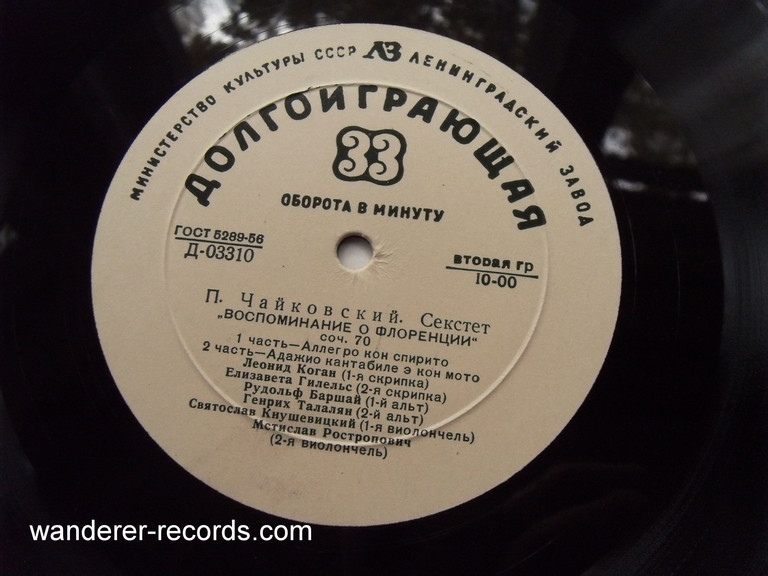 МИНИСТЕРСТВО КУЛЬТУРЫ СССР ЛЗ ЛЕНИНГРАДСКИЙ ЗАВОД
ДОЛГОИГРАЮЩАЯ
33
ОБОРОТА В МИНУТУ
ГОСТ 5289-56
Д-03310
ВТОРАЯ ГР
10-00
П. Чайковский. Секстет
„ВОСПОМИНАНИЕ О ФЛОРЕНЦИИ“
соч. 70
1 часть—Аллегро кон спирито
2 часть—Адажио кантабиле э кон мото
Леонид Коган (1-я скрипка)
Елизавета Гилельс (2-я скрипка)
Рудольф Баршай (1-й альт)
Генрих Талалян (2-й альт)
Святослав Кнушевицкий (1-я виолончель)
Мстислав Ростропович
(2-я виолончель)
wanderer-records.com